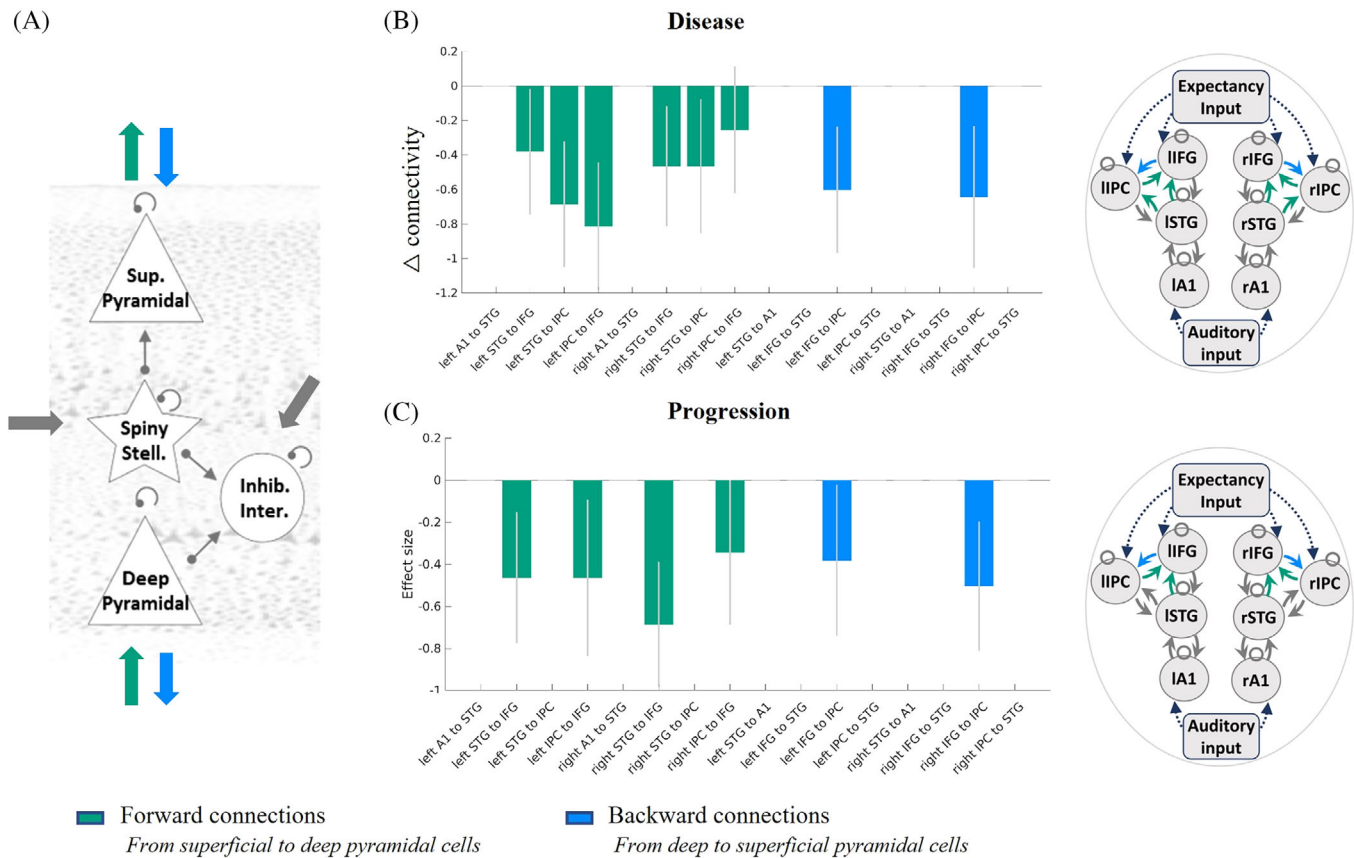 (A)
Sup.
Pyramidal
Spiny
Stell.
Inhib.
Inter.
Deep
Pyramidal
(B)
Disease
Δ connectivity
0.2
0
-0.2
-0.4
-0.6
-0.8
-1
-1.2
left A1 to STG
left STG to IFG
left STG to IPC
left IPC to IFG
right A1 to STG
right STG to IFG
right STG to IPC
right IPC to IFG
left STG to A1
left IFG to STG
left IFG to IPC
left IPC to STG
right STG to A1
right IFG to STG
right IFG to IPC
right IPC to STG
Expectancy
Input
lIFG
rIFG
lIPC
rIPC
lSTG
rSTG
lA1
rA1
Auditory
input
(C)
Progression
Effect size
0.2
0
-0.2
-0.4
-0.6
-0.8
-1
left A1 to STG
left STG to IFG
left STG to IPC
left IPC to IFG
right A1 to STG
right STG to IFG
right STG to IPC
right IPC to IFG
left STG to A1
left IFG to STG
left IFG to IPC
left IPC to STG
right STG to A1
right IFG to STG
right IFG to IPC
right IPC to STG
Expectancy
Input
lIFG
rIFG
lIPC
rIPC
lSTG
rSTG
lA1
rA1
Auditory
input
Forward connections
From superficial to deep pyramidal cells
Backward connections
From deep to superficial pyramidal cells